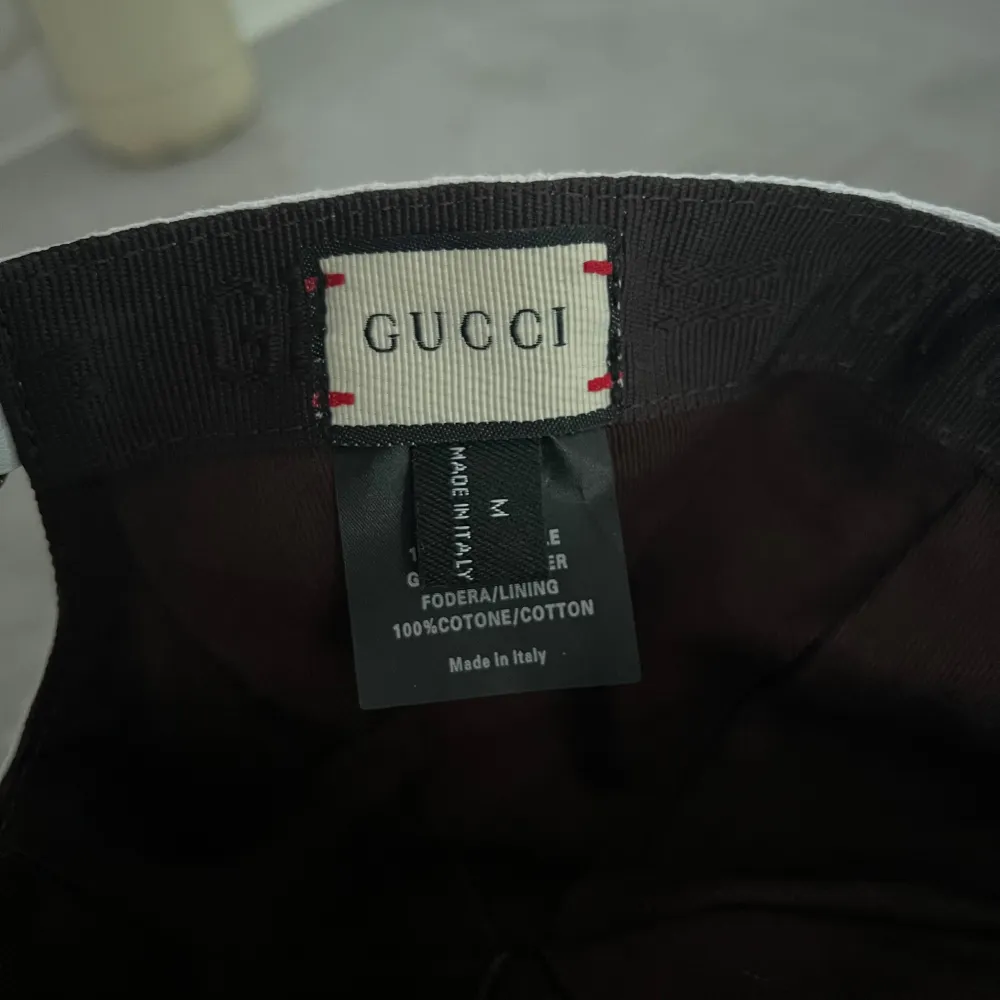 GUCCI
MADE IN ITALY
M
FODERA/LINING
100%COTONE/COTTON
Made in Italy